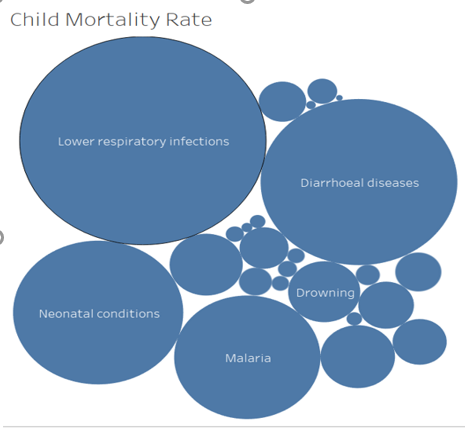 Child Mortality Rate
Lower respiratory infections
Diarrhoeal diseases
Drowning
Neonatal conditions
Malaria